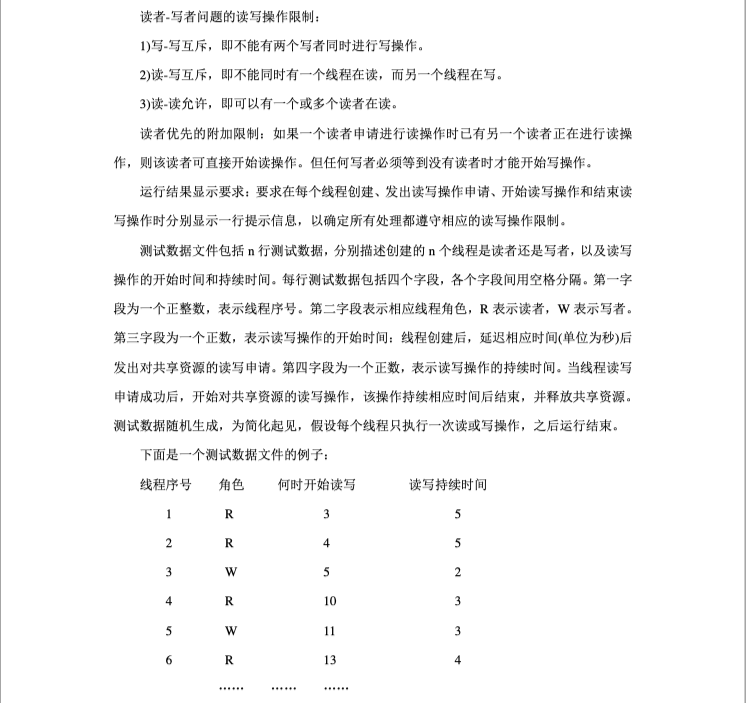 读者-写者问题的读写操作限制：
1)写-写互斥，即不能有两个写者同时进行写操作。
2)读-写互斥，即不能同时有一个线程在读，而另一个线程在写。
3)读-读允许，即可以有一个或多个读者在读。
读者优先的附加限制：如果一个读者申请进行读操作时已有另一个读者正在进行读操
作，则该读者可直接开始读操作。但任何写者必须等到没有读者时才能开始写操作。
运行结果显示要求：要求在每个线程创建、发出读写操作申请、开始读写操作和结束读
写操作时分别显示一行提示信息，以确定所有处理都遵守相应的读写操作限制。
测试数据文件包括 n 行测试数据，分别描述创建的 n 个线程是读者还是写者，以及读写
操作的开始时间和持续时间。每行测试数据包括四个字段，各个字段间用空格分隔。第一字
段为一个正整数，表示线程序号。第二字段表示相应线程角色，R 表示读者，W 表示写者。
第三字段为一个正数，表示读写操作的开始时间；线程创建后，延迟相应时间(单位为秒)后
发出对共享资源的读写申请。第四字段为一个正数，表示读写操作的持续时间。当线程读写
申请成功后，开始对共享资源的读写操作，该操作持续相应时间后结束，并释放共享资源。
测试数据随机生成，为简化起见，假设每个线程只执行一次读或写操作，之后运行结束。
下面是一个测试数据文件的例子：
线程序号 角色 何时开始读写 读写持续时间
1 R 3 5
2 R 4 5
3 W 5 2
4 R 10 3
5 W 11 3
6 R 13 4
…… …… ……